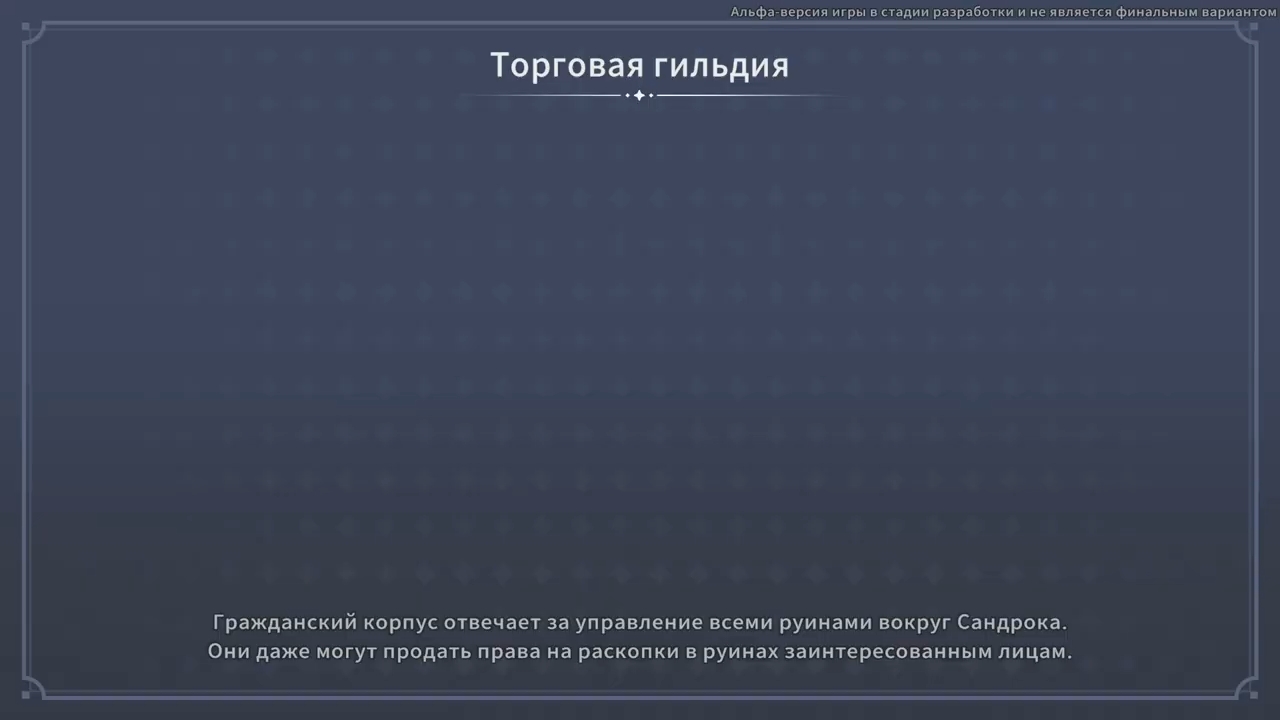 Альфа-версия игры в стадии разработки и не является финальным вариантом
Торговая гильдия
Гражданский корпус отвечает за управление всеми руинами вокруг Сандрока.
Они даже могут продать права на раскопки в руинах заинтересованным лицам.